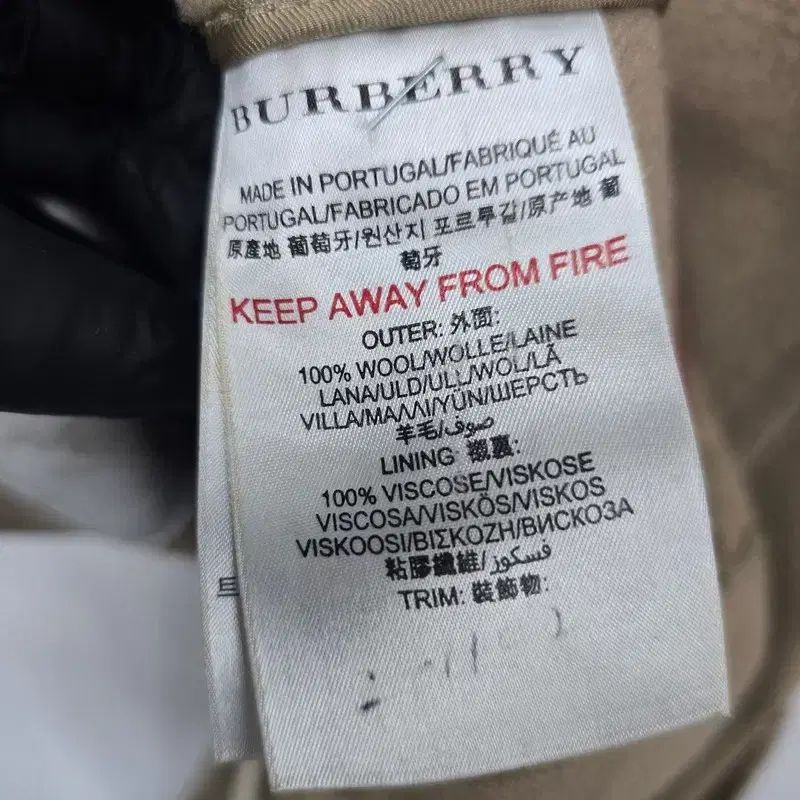 BURBERRY
MADE IN PORTUGAL/FABRIQUÉ AU
PORTUGAL/FABRICADO EM PORTUGAL
原產地 葡萄牙/원산지 포르투갈/原产地 葡
萄牙
KEEP AWAY FROM FIRE
OUTER: 外面:
100% WOOL/WOLLE/LAINE
LANA/ULD/ULL/WOL/LÃ
VILLA/ΜΑΛΛΙ/YÜN/ШЕРСТЬ
羊毛/صوف
LINING 襯裏:
100% VISCOSE/VISKOSE
VISCOSA/VISKÖS/VISKOS
VISKOOSI/ΒΙΣΚΟΖΗ/ВИСКОЗА
粘膠纖維/فسكوز
TRIM: 裝飾物:
트